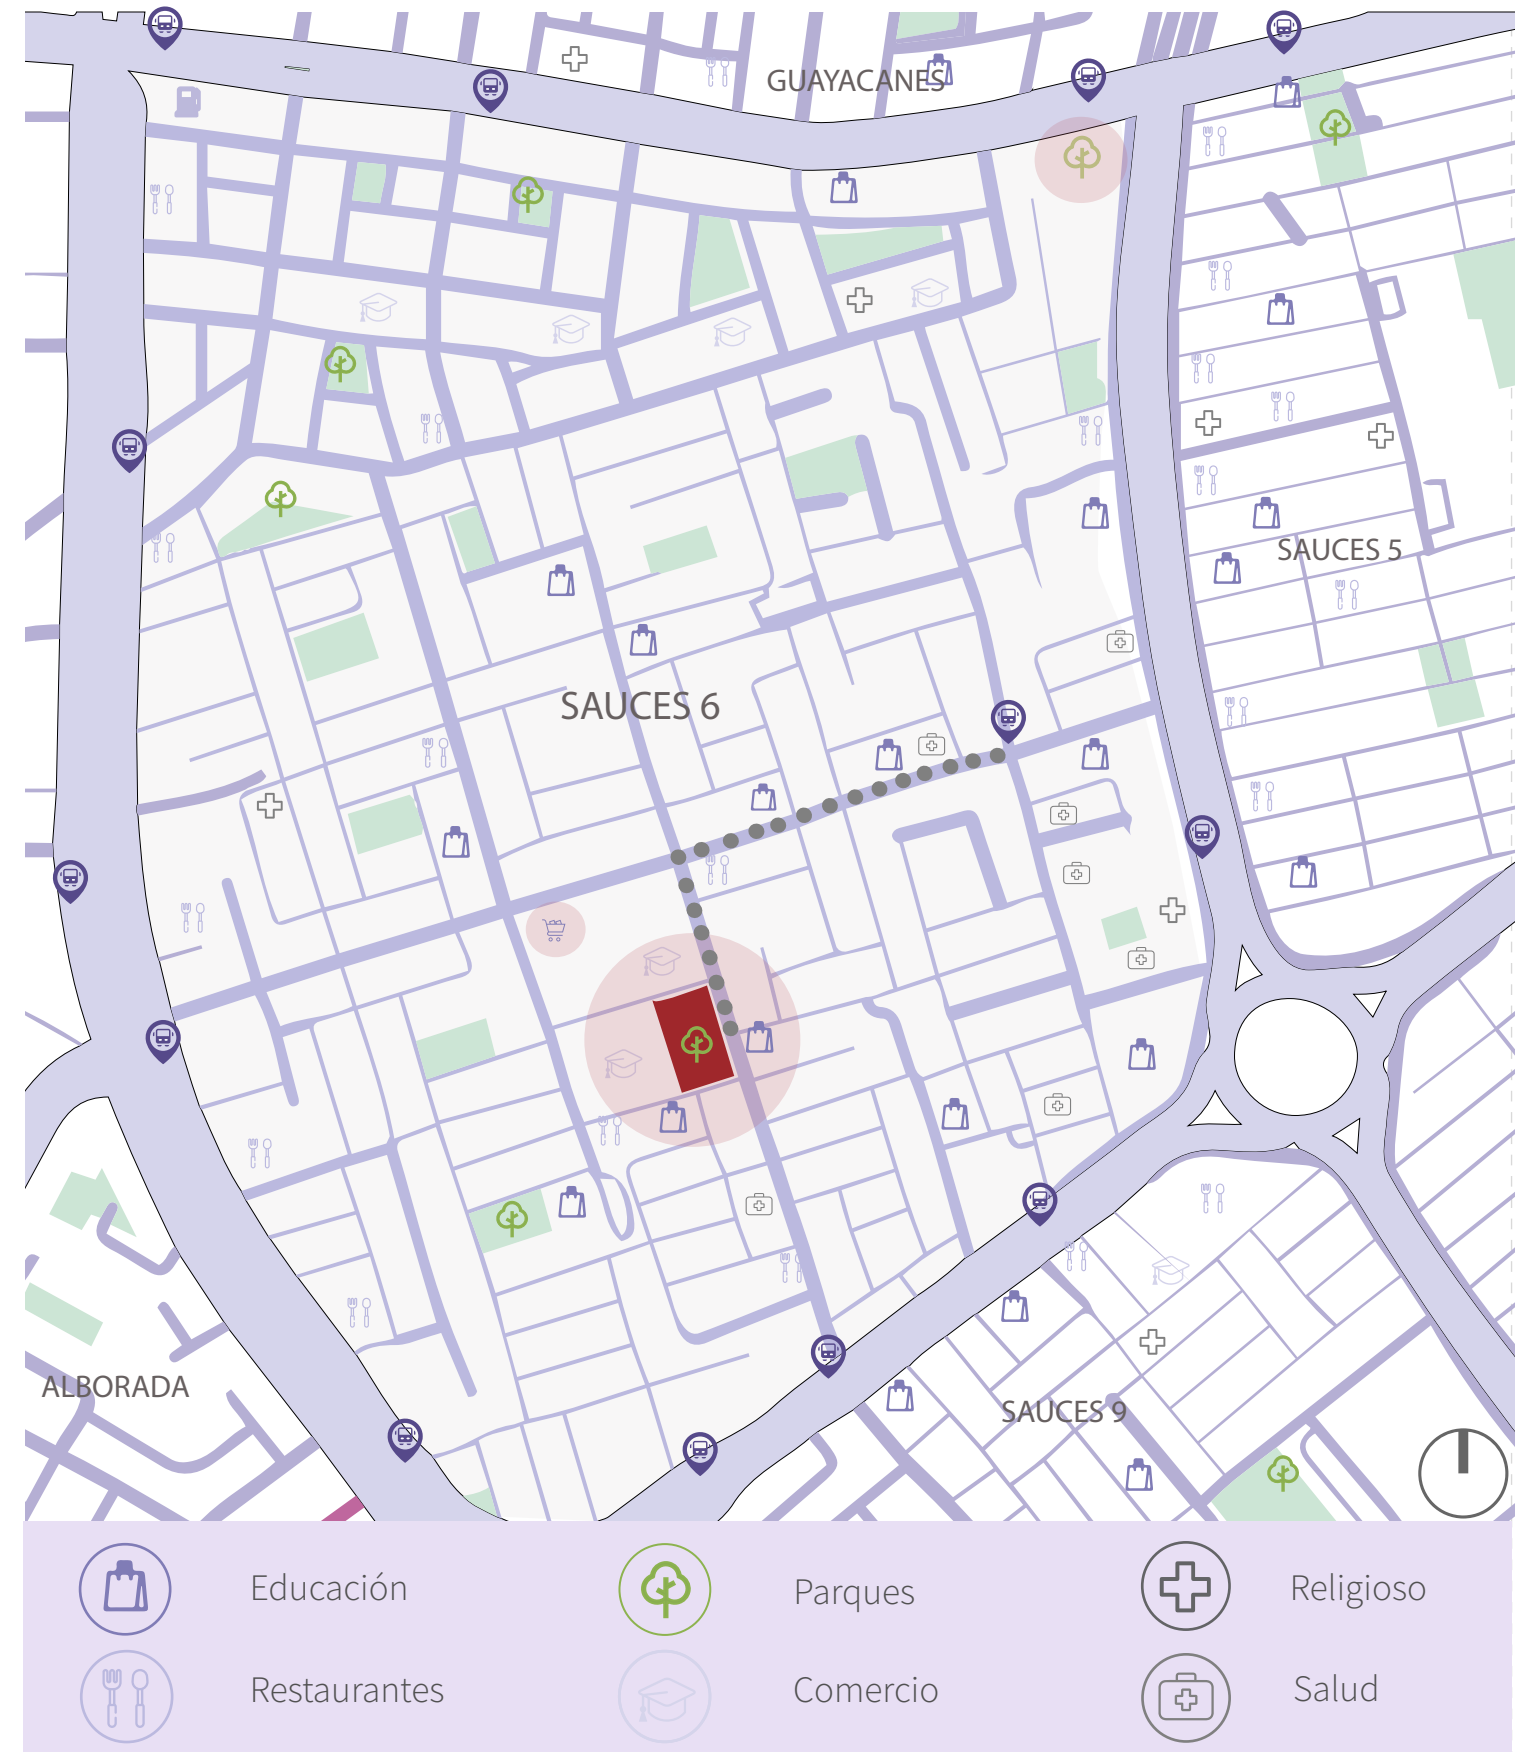 GUAYACANES
SAUCES 5
SAUCES 6
ALBORADA
SAUCES 9
Educación
Parques
Religioso
Restaurantes
Comercio
Salud